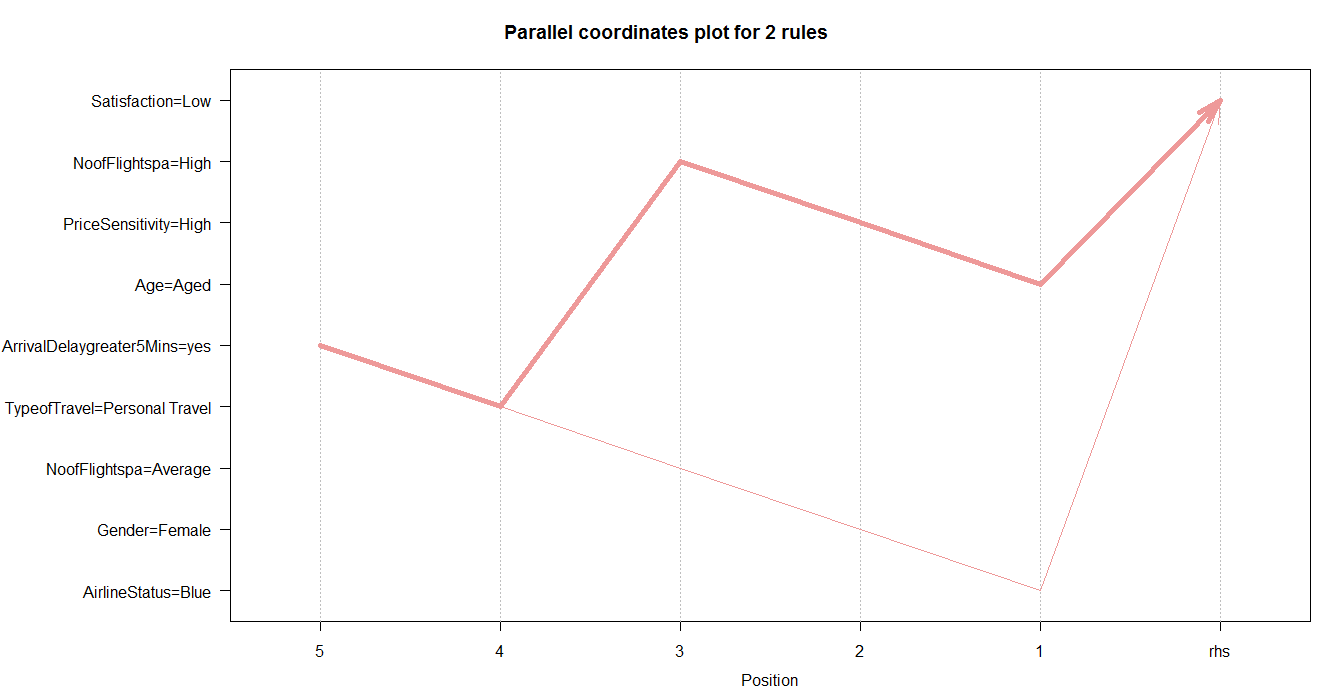 Parallel coordinates plot for 2 rules
Satisfaction=Low
NoofFlightspa=High
PriceSensitivity=High
Age=Aged
ArrivalDelaygreater5Mins=yes
TypeofTravel=Personal Travel
NoofFlightspa=Average
Gender=Female
AirlineStatus=Blue
5 4 3 2 1 rhs
Position